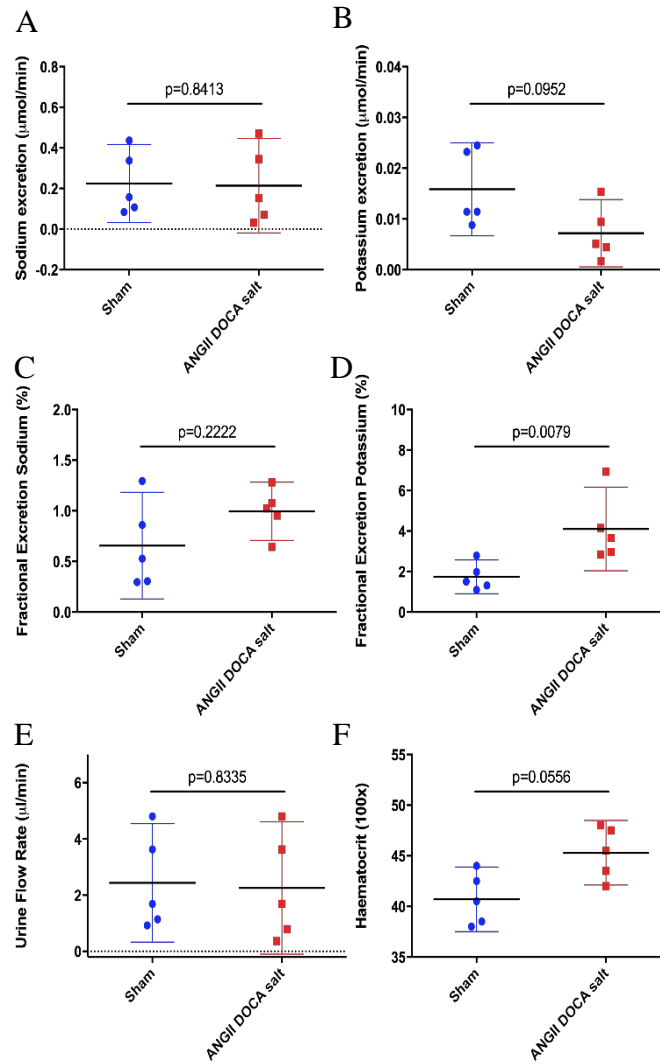 A
Sodium excretion (µmol/min)
0.8
0.6
0.4
0.2
0.0
-0.2
p=0.8413
Sham
ANGII DOCA salt
B
Potassium excretion (µmol/min)
0.04
0.03
0.02
0.01
0.00
p=0.0952
Sham
ANGII DOCA salt
C
Fractional Excretion Sodium (%)
2.0
1.5
1.0
0.5
0.0
p=0.2222
Sham
ANGII DOCA salt
D
Fractional Excretion Potassium (%)
10
8
6
4
2
0
p=0.0079
Sham
ANGII DOCA salt
E
Urine Flow Rate (µl/min)
6
4
2
0
p=0.8335
Sham
ANGII DOCA salt
F
Haematocrit (100x)
55
50
45
40
35
p=0.0556
Sham
ANGII DOCA salt